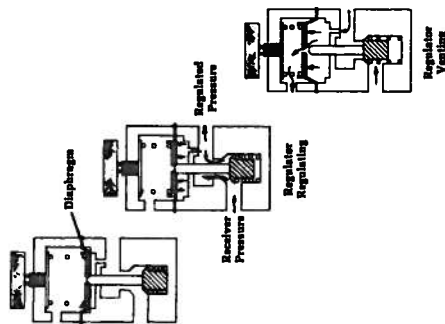 Diaphragm
Receiver
Pressure
Regulated
Pressure
Regulator
Regulating
Regulator
Venting